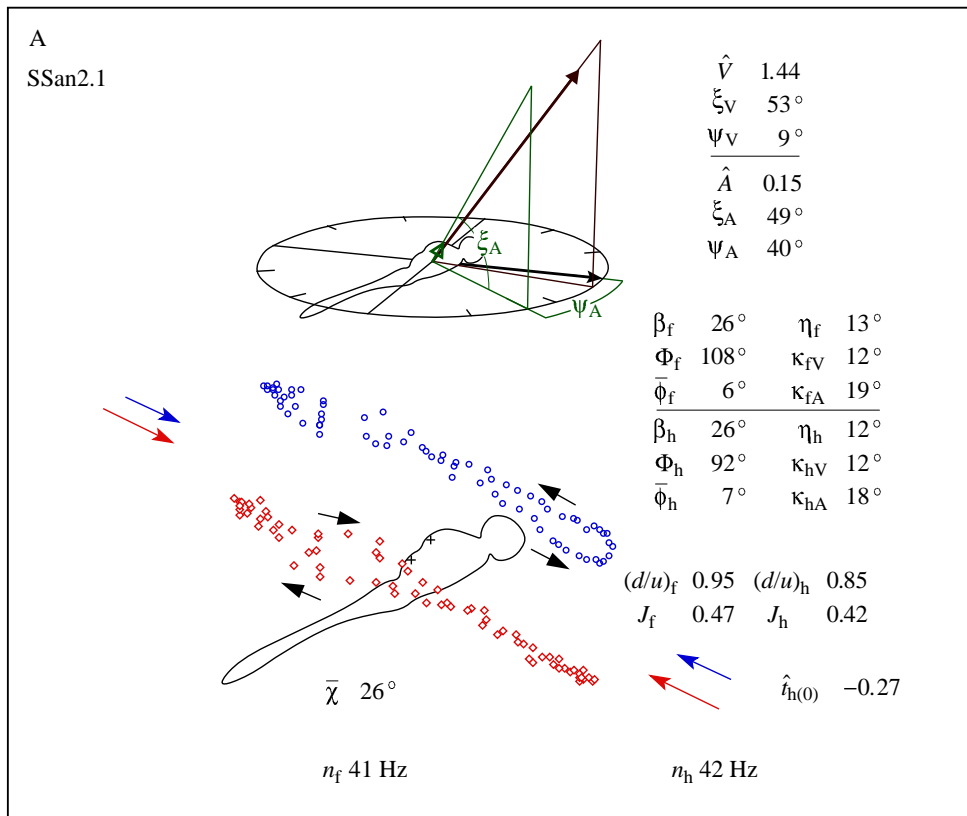 A
SSan2.1
V̂ 1.44
ξV 53°
ψV 9°
Â 0.15
ξA 49°
ψA 40°
ξA
ψA
βf 26° ηf 13°
Φf 108° κfV 12°
ϕ̄f 6° κfA 19°
βh 26° ηh 12°
Φh 92° κhV 12°
ϕ̄h 7° κhA 18°
(d/u)f 0.95 (d/u)h 0.85
Jf 0.47 Jh 0.42
χ̄ 26°
t̂h(0) −0.27
nf 41 Hz nh 42 Hz